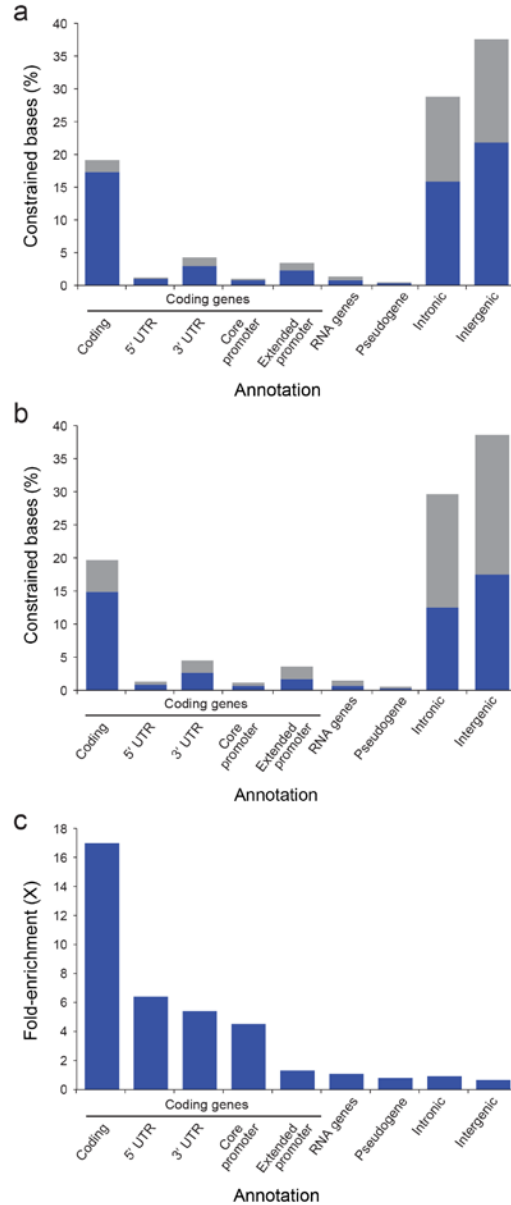 a
Constrained bases (%)
40
35
30
25
20
15
10
5
0
Coding genes
Coding
5' UTR
3' UTR
Core
promoter
Extended
promoter
RNA genes
Pseudogene
Intronic
Intergenic
Annotation
b
Constrained bases (%)
40
35
30
25
20
15
10
5
0
Coding genes
Coding
5' UTR
3' UTR
Core
promoter
Extended
promoter
RNA genes
Pseudogene
Intronic
Intergenic
Annotation
c
Fold-enrichment (X)
18
16
14
12
10
8
6
4
2
0
Coding genes
Coding
5' UTR
3' UTR
Core
promoter
Extended
promoter
RNA genes
Pseudogene
Intronic
Intergenic
Annotation